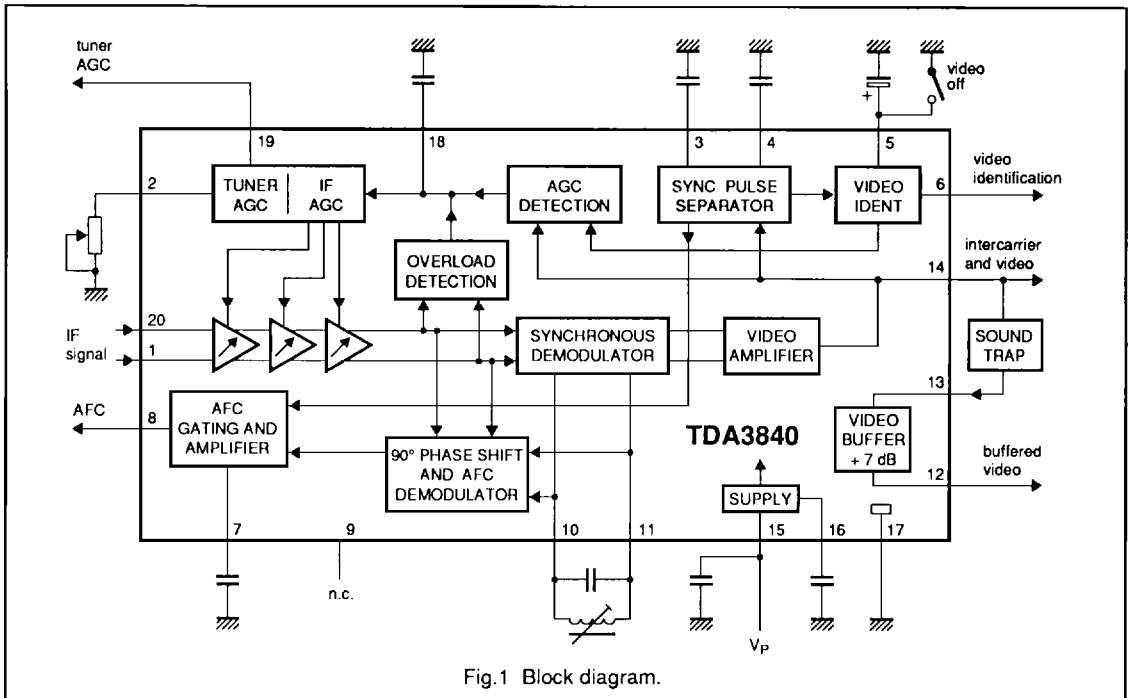 tuner
AGC
video
off
19
18
3
4
5
2
TUNER
AGC
IF
AGC
AGC
DETECTION
SYNC PULSE
SEPARATOR
VIDEO
IDENT
6
video
identification
OVERLOAD
DETECTION
14
intercarrier
and video
20
IF
signal
1
SYNCHRONOUS
DEMODULATOR
VIDEO
AMPLIFIER
SOUND
TRAP
13
AFC
8
AFC
GATING AND
AMPLIFIER
90° PHASE SHIFT
AND AFC
DEMODULATOR
TDA3840
SUPPLY
VIDEO
BUFFER
+ 7 dB
12
buffered
video
7
9
10
11
15
16
17
n.c.
VP
+
Fig.1 Block diagram.